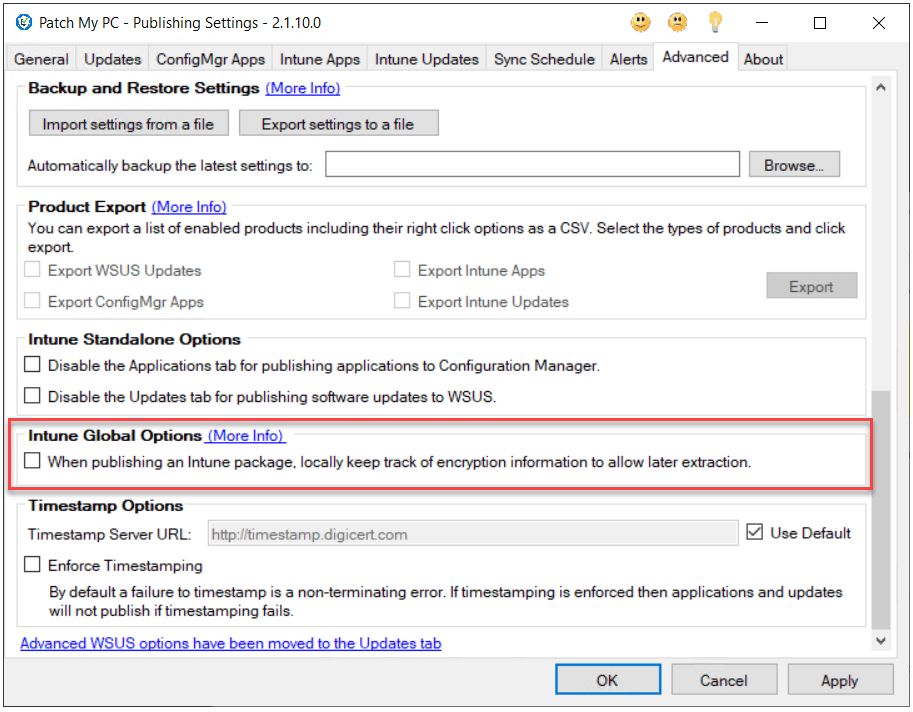 Patch My PC - Publishing Settings - 2.1.10.0
General Updates ConfigMgr Apps Intune Apps Intune Updates Sync Schedule Alerts Advanced About
Backup and Restore Settings (More Info)
Import settings from a file Export settings to a file
Automatically backup the latest settings to: Browse...
Product Export (More Info)
You can export a list of enabled products including their right click options as a CSV. Select the types of products and click
export.
Export WSUS Updates Export Intune Apps
Export
Export ConfigMgr Apps Export Intune Updates
Intune Standalone Options
Disable the Applications tab for publishing applications to Configuration Manager.
Disable the Updates tab for publishing software updates to WSUS.
Intune Global Options (More Info)
When publishing an Intune package, locally keep track of encryption information to allow later extraction.
Timestamp Options
Timestamp Server URL: http://timestamp.digicert.com Use Default
Enforce Timestamping
By default a failure to timestamp is a non-terminating error. If timestamping is enforced then applications and updates
will not publish if timestamping fails.
Advanced WSUS options have been moved to the Updates tab
OK Cancel Apply